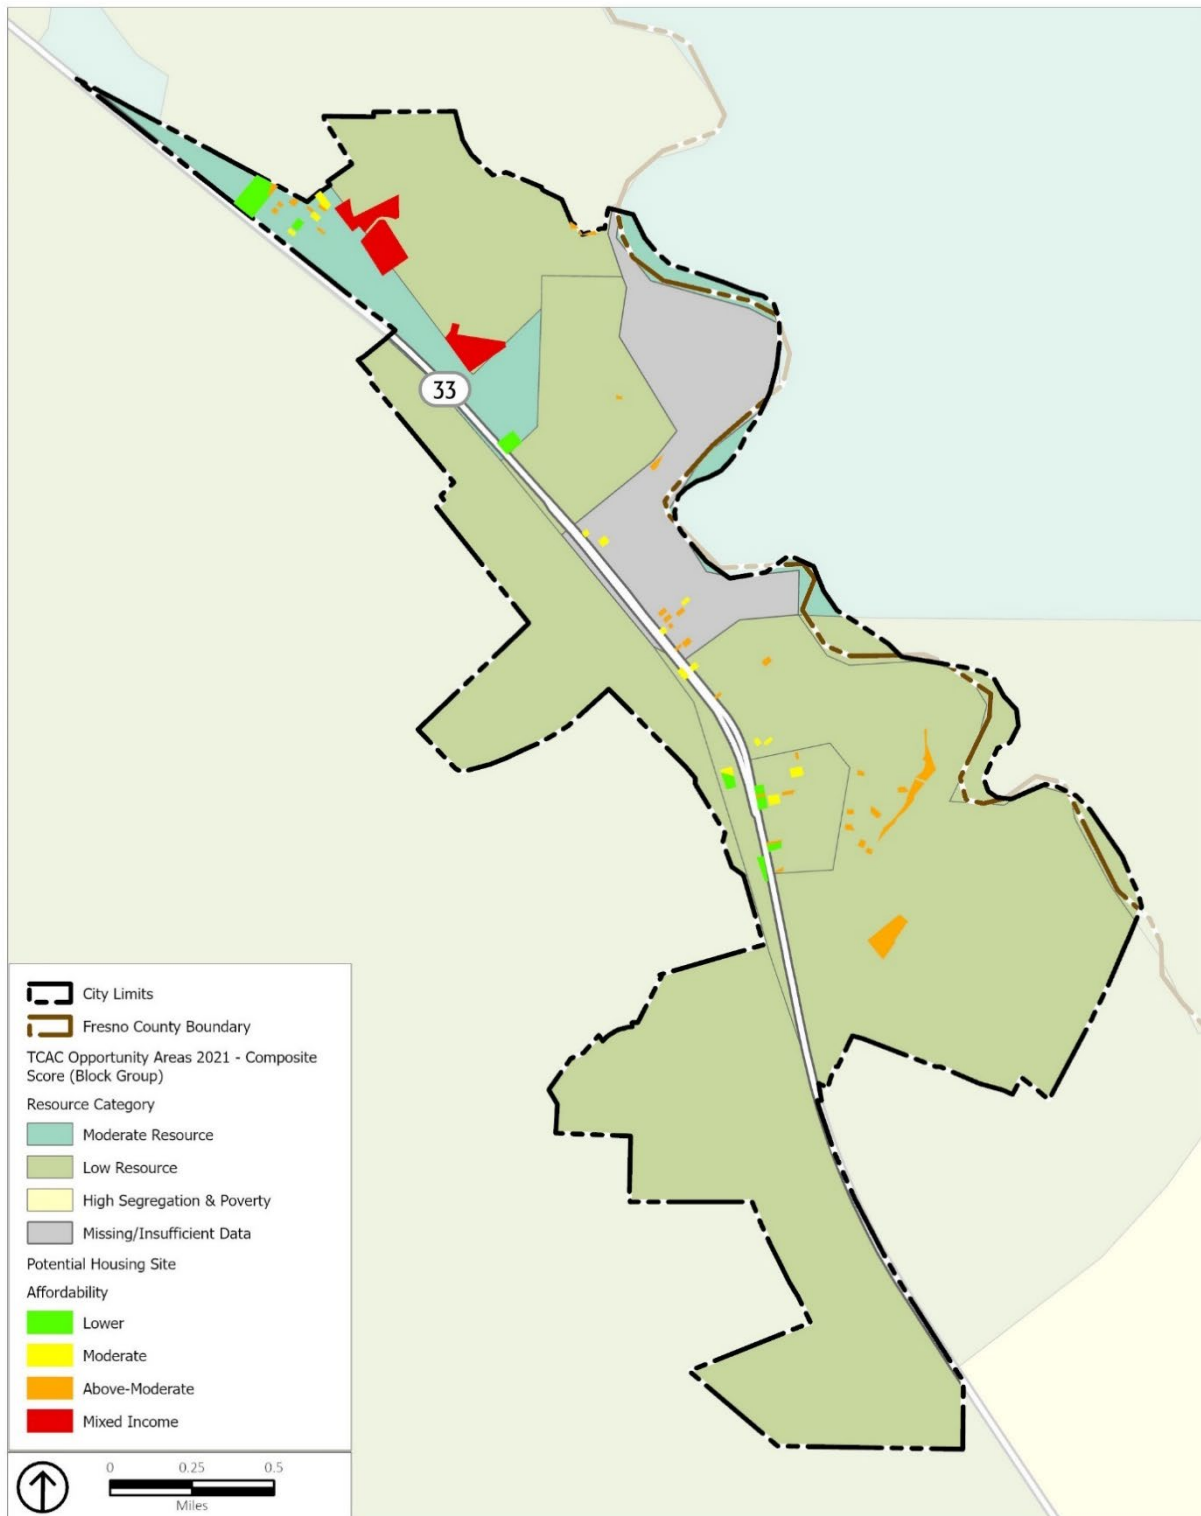 33
City Limits
Fresno County Boundary
TCAC Opportunity Areas 2021 - Composite
Score (Block Group)
Resource Category
Moderate Resource
Low Resource
High Segregation & Poverty
Missing/Insufficient Data
Potential Housing Site
Affordability
Lower
Moderate
Above-Moderate
Mixed Income
0 0.25 0.5
Miles